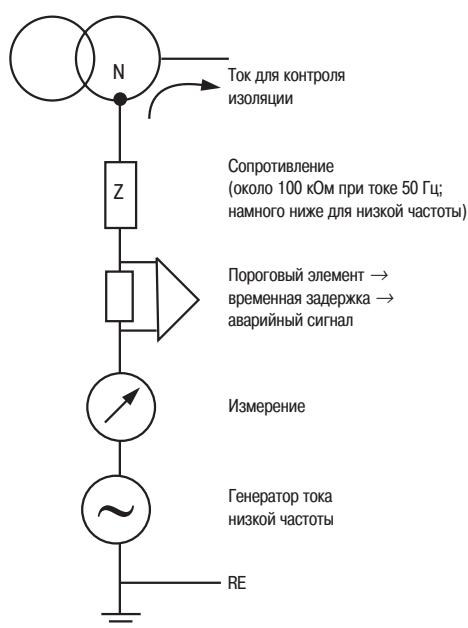 N
Ток для контроля
изоляции
Z
Сопротивление
(около 100 кОм при токе 50 Гц;
намного ниже для низкой частоты)
Пороговый элемент →
временная задержка →
аварийный сигнал
Измерение
Генератор тока
низкой частоты
RE